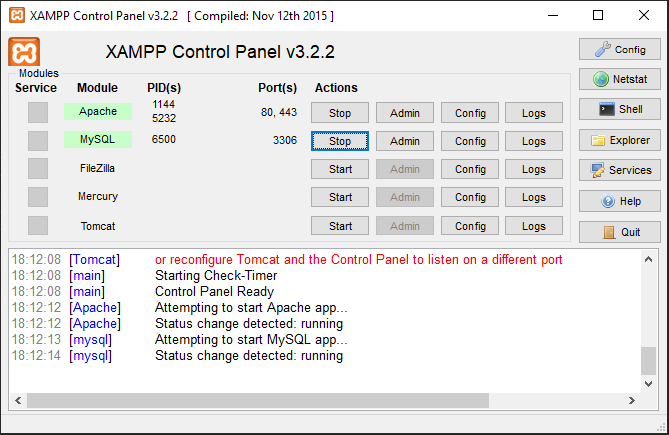 XAMPP Control Panel v3.2.2 [ Compiled: Nov 12th 2015 ]
XAMPP Control Panel v3.2.2
Config
Modules
Service Module PID(s) Port(s) Actions
Netstat
Apache 1144 5232 80, 443 Stop Admin Config Logs
Shell
MySQL 6500 3306 Stop Admin Config Logs
Explorer
FileZilla Start Admin Config Logs
Services
Mercury Start Admin Config Logs
Help
Tomcat Start Admin Config Logs
Quit
18:12:08 [Tomcat] or reconfigure Tomcat and the Control Panel to listen on a different port
18:12:08 [main] Starting Check-Timer
18:12:08 [main] Control Panel Ready
18:12:12 [Apache] Attempting to start Apache app...
18:12:12 [Apache] Status change detected: running
18:12:13 [mysql] Attempting to start MySQL app...
18:12:14 [mysql] Status change detected: running